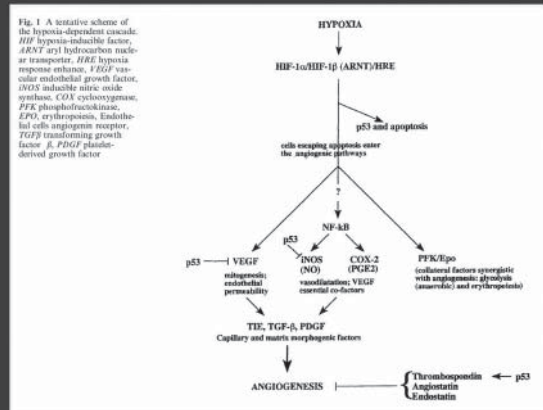 Fig. 1 A tentative scheme of
the hypoxia-dependent cascade.
HIF hypoxia-inducible factor,
ARNT aryl hydrocarbon nucle-
ar transporter, HRE hypoxia
response enhance, VEGF vas-
cular endothelial growth factor,
iNOS inducible nitric oxide
synthase, COX cyclooxygenase,
PFK phosphofructokinase,
EPO, erythropoiesis, Endothe-
lial cells angiogenin receptor,
TGFβ transforming growth
factor β, PDGF platelet-
derived growth factor
HYPOXIA
HIF-1α/HIF-1β (ARNT)/HRE
p53 and apoptosis
cells escaping apoptosis enter
the angiogenic pathways
?
NF-kB
p53
p53
VEGF
mitogenesis;
endothelial
permeability
iNOS
(NO)
COX-2
(PGE2)
vasodilatation; VEGF
essential co-factors
PFK/Epo
(collateral factors synergistic
with angiogenesis: glycolysis
(anaerobic) and erythropoiesis)
TIE, TGF-β, PDGF
Capillary and matrix morphogenic factors
ANGIOGENESIS
Thrombospondin
Angiostatin
Endostatin
p53